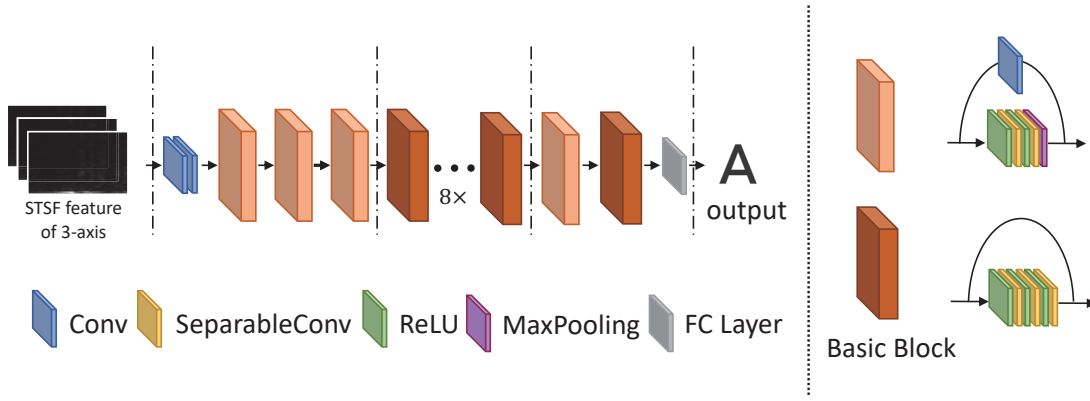 STSF feature
of 3-axis
8×
A
output
Conv
SeparableConv
ReLU
MaxPooling
FC Layer
Basic Block